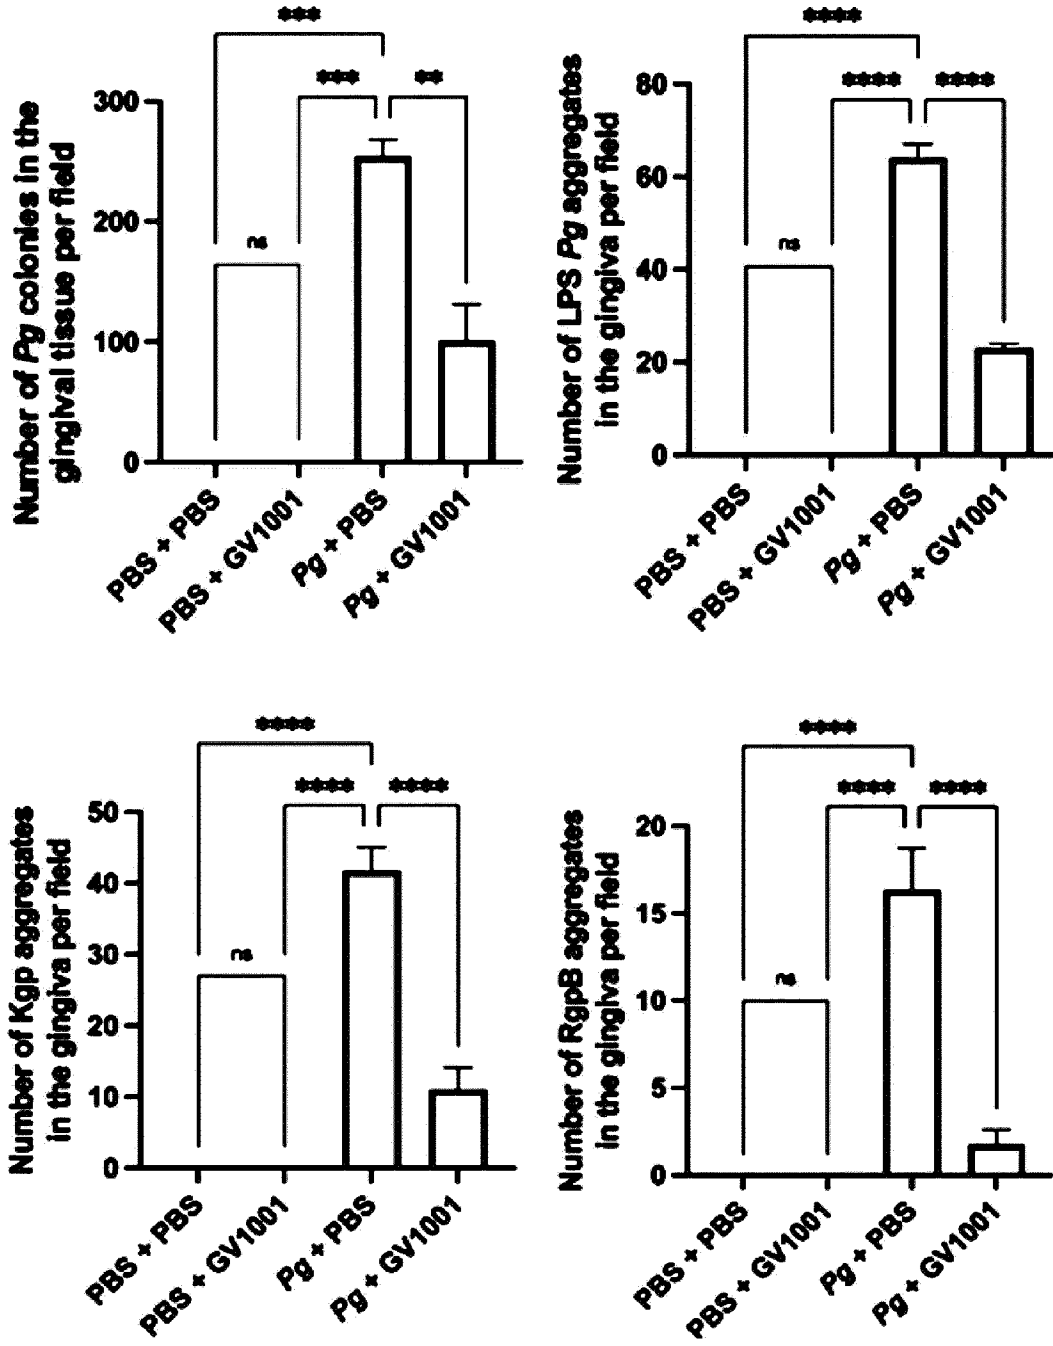 ***
*** **
300
200
100
0
ns
Number of Pg colonies in the
gingival tissue per field
PBS + PBS
PBS + GV1001
Pg + PBS
Pg + GV1001
****
**** ****
80
60
40
20
0
ns
Number of LPS Pg aggregates
in the gingiva per field
PBS + PBS
PBS + GV1001
Pg + PBS
Pg + GV1001
****
**** ****
50
40
30
20
10
0
ns
Number of Kgp aggregates
in the gingiva per field
PBS + PBS
PBS + GV1001
Pg + PBS
Pg + GV1001
****
**** ****
20
15
10
5
0
ns
Number of RgpB aggregates
in the gingiva per field
PBS + PBS
PBS + GV1001
Pg + PBS
Pg + GV1001